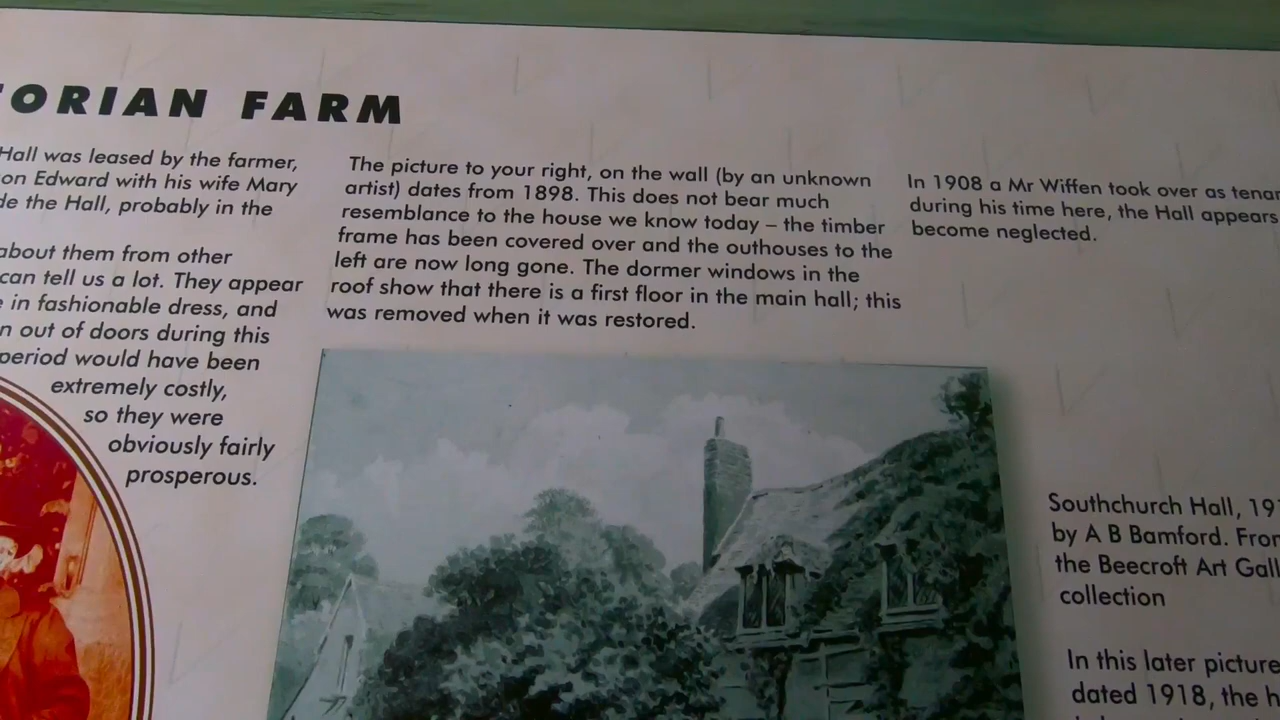 ORIAN FARM
Hall was leased by the farmer,
on Edward with his wife Mary
the Hall, probably in the
about them from other
can tell us a lot. They appear
in fashionable dress, and
out of doors during this
period would have been
extremely costly,
so they were
obviously fairly
prosperous.
The picture to your right, on the wall (by an unknown
artist) dates from 1898. This does not bear much
resemblance to the house we know today – the timber
frame has been covered over and the outhouses to the
left are now long gone. The dormer windows in the
roof show that there is a first floor in the main hall; this
was removed when it was restored.
In 1908 a Mr Wiffen took over as
during his time here, the Hall appears
become neglected.
Southchurch Hall,
by A B Bamford.
the Beecroft Art
collection
In this later picture
dated 1918, the